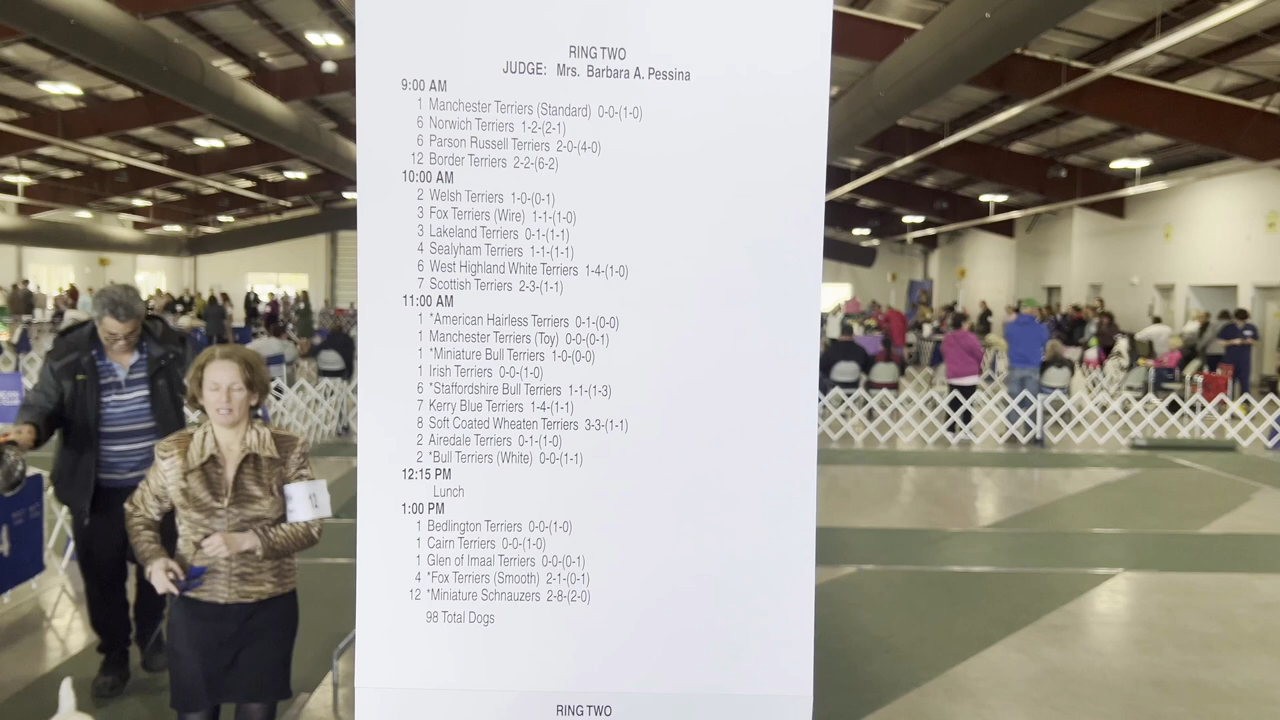 RING TWO
JUDGE: Mrs. Barbara A. Pessina
9:00 AM
1 Manchester Terriers (Standard) 0-0-(1-0)
6 Norwich Terriers 1-2-(2-1)
6 Parson Russell Terriers 2-0-(4-0)
12 Border Terriers 2-2-(6-2)
10:00 AM
2 Welsh Terriers 1-0-(0-1)
3 Fox Terriers (Wire) 1-1-(1-0)
3 Lakeland Terriers 0-1-(1-1)
4 Sealyham Terriers 1-1-(1-1)
6 West Highland White Terriers 1-4-(1-0)
7 Scottish Terriers 2-3-(1-1)
11:00 AM
1 *American Hairless Terriers 0-1-(0-0)
1 Manchester Terriers (Toy) 0-0-(0-1)
1 *Miniature Bull Terriers 1-0-(0-0)
1 Irish Terriers 0-0-(1-0)
6 *Staffordshire Bull Terriers 1-1-(1-3)
7 Kerry Blue Terriers 1-4-(1-1)
8 Soft Coated Wheaten Terriers 3-3-(1-1)
2 Airedale Terriers 0-1-(1-0)
2 *Bull Terriers (White) 0-0-(1-1)
12:15 PM
Lunch
1:00 PM
1 Bedlington Terriers 0-0-(1-0)
1 Cairn Terriers 0-0-(1-0)
1 Glen of Imaal Terriers 0-0-(0-1)
4 *Fox Terriers (Smooth) 2-1-(0-1)
12 *Miniature Schnauzers 2-8-(2-0)
98 Total Dogs
RING TWO
12